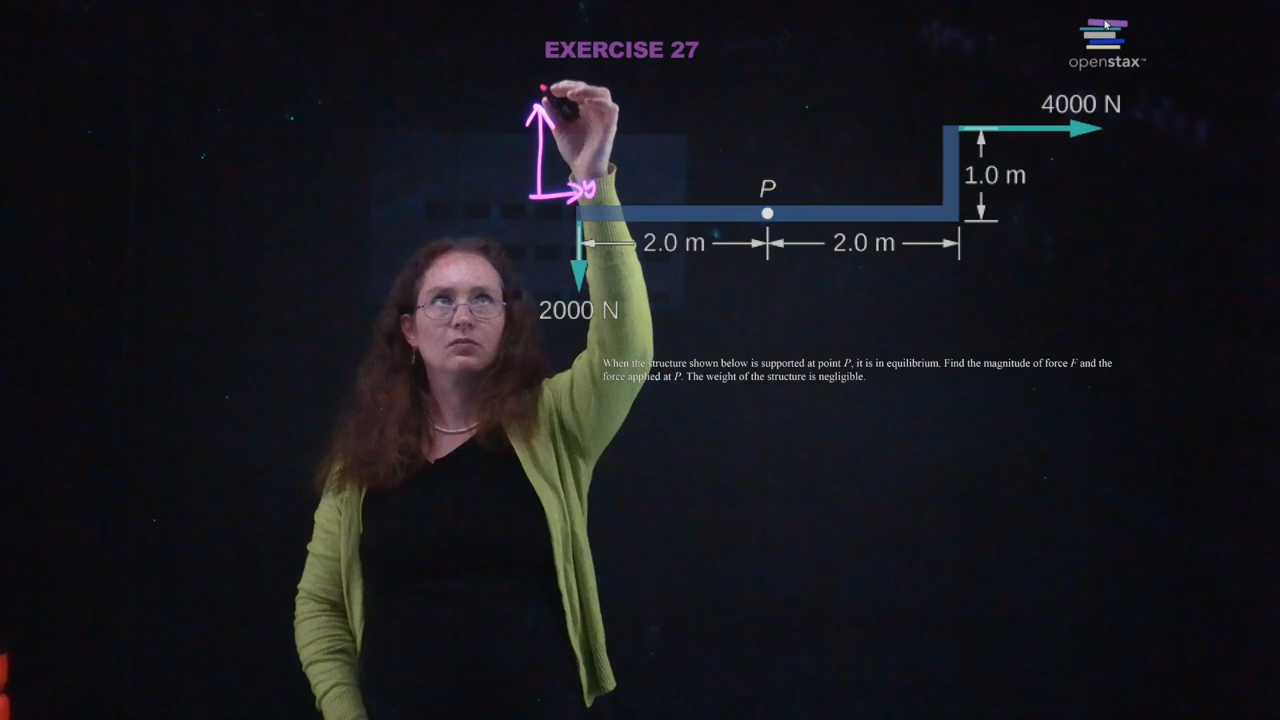 EXERCISE 27
openstax™
4000 N
1.0 m
P
2.0 m
2.0 m
2000 N
When the structure shown below is supported at point P, it is in equilibrium. Find the magnitude of force F and the
force applied at P. The weight of the structure is negligible.